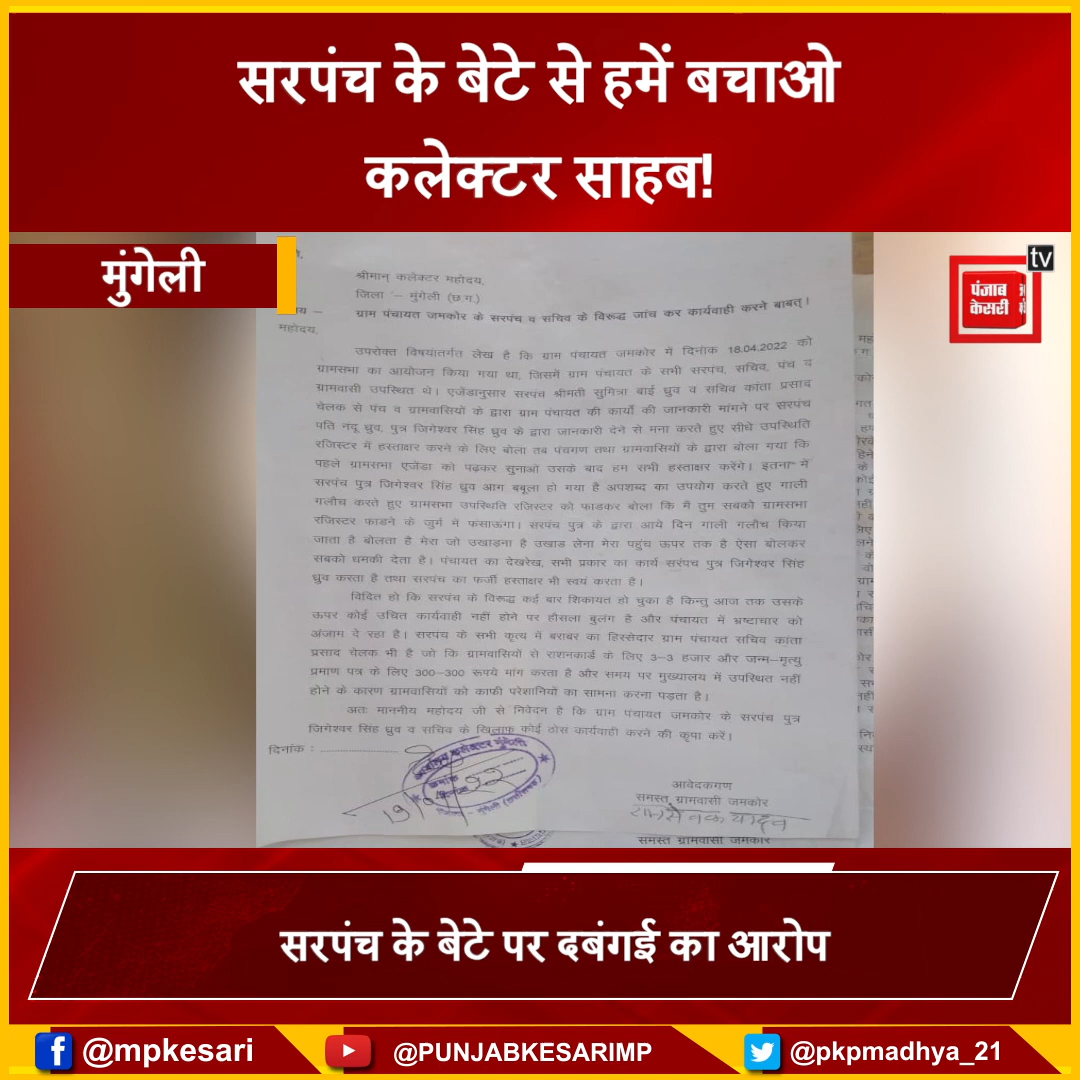 सरपंच के बेटे से हमें बचाओ
कलेक्टर साहब!
मुंगेली
tv
पंजाब
केसरी
श्रीमान् कलेक्टर महोदय,
जिला :– मुंगेली (छ.ग.)
ग्राम पंचायत जमकोर के सरपंच व सचिव के विरूद्ध जांच कर कार्यवाही करने बाबत्।
महोदय,
उपरोक्त विषयांतर्गत लेख है कि ग्राम पंचायत जमकोर में दिनांक 18.04.2022 को
ग्रामसभा का आयोजन किया गया था, जिसमें ग्राम पंचायत के सभी सरपंच, सचिव, पंच व
ग्रामवासी उपस्थित थे। एजेंडानुसार सरपंच श्रीमती सुगित्रा बाई ध्रुव व सचिव कांता प्रसाद
चेलक से पंच व ग्रामवासियों के द्वारा ग्राम पंचायत की कार्यो की जानकारी मांगने पर सरपंच
पति नदू ध्रुव, पुत्र जिगेश्वर सिंह ध्रुव के द्वारा जानकारी देने से मना करते हुए सीधे उपस्थिति
रजिस्टर में हस्ताक्षर करने के लिए बोला तब पंचगण तथा ग्रामवासियों के द्वारा बोला गया कि
पहले ग्रामसभा एजेंडा को पढ़कर सुनाओं उसके बाद हम सभी हस्ताक्षर करेंगे। इतना में
सरपंच पुत्र जिगेश्वर सिंह ध्रुव आग बबूला हो गया है अपशब्द का उपयोग करते हुए गाली
गलौच करते हुए ग्रामसभा उपस्थिति रजिस्टर को फाडकर बोला कि मैं तुम सबको ग्रामसभा
रजिस्टर फाडने के जुर्म में फंसाऊंगा। सरपंच पुत्र के द्वारा आये दिन गाली गलौच किया
जाता है बोलता है मेरा जो उखाडना है उखाड लेना मेरा पहुंच ऊपर तक है ऐसा बोलकर
सबको धमकी देता है। पंचायत का देखरेख, सभी प्रकार का कार्य सरपंच पुत्र जिगेश्वर सिंह
ध्रुव करता है तथा सरपंच का फर्जी हस्ताक्षर भी स्वयं करता है।
विदित हो कि सरपंच के विरूद्ध कई बार शिकायत हो चुका है किन्तु आज तक उसके
ऊपर कोई उचित कार्यवाही नहीं होने पर हौसला बुलंग है और पंचायत में भ्रष्टाचार को
अंजाम दे रहा है। सरपंच के सभी कृत्य में बराबर का हिस्सेदार ग्राम पंचायत सचिव कांता
प्रसाद चेलक भी है जो कि ग्रामवासियों से राशनकार्ड के लिए 3–3 हजार और जन्म–मृत्यु
प्रमाण पत्र के लिए 300–300 रूपये मांग करता है और समय पर मुख्यालय में उपस्थित नहीं
होने के कारण ग्रामवासियों को काफी परेशानियों का सामना करना पड़ता है।
अतः माननीय महोदय जी से निवेदन है कि ग्राम पंचायत जमकोर के सरपंच पुत्र
जिगेश्वर सिंह ध्रुव व सचिव के खिलाफ कोई ठोस कार्यवाही करने की कृपा करें।
दिनांक :
आवेदकगण
समस्त ग्रामवासी जमकोर
रामसेवक यादव
समस्त ग्रामवासी जमकोर
सरपंच के बेटे पर दबंगई का आरोप
@mpkesari
@PUNJABKESARIMP
@pkpmadhya_21